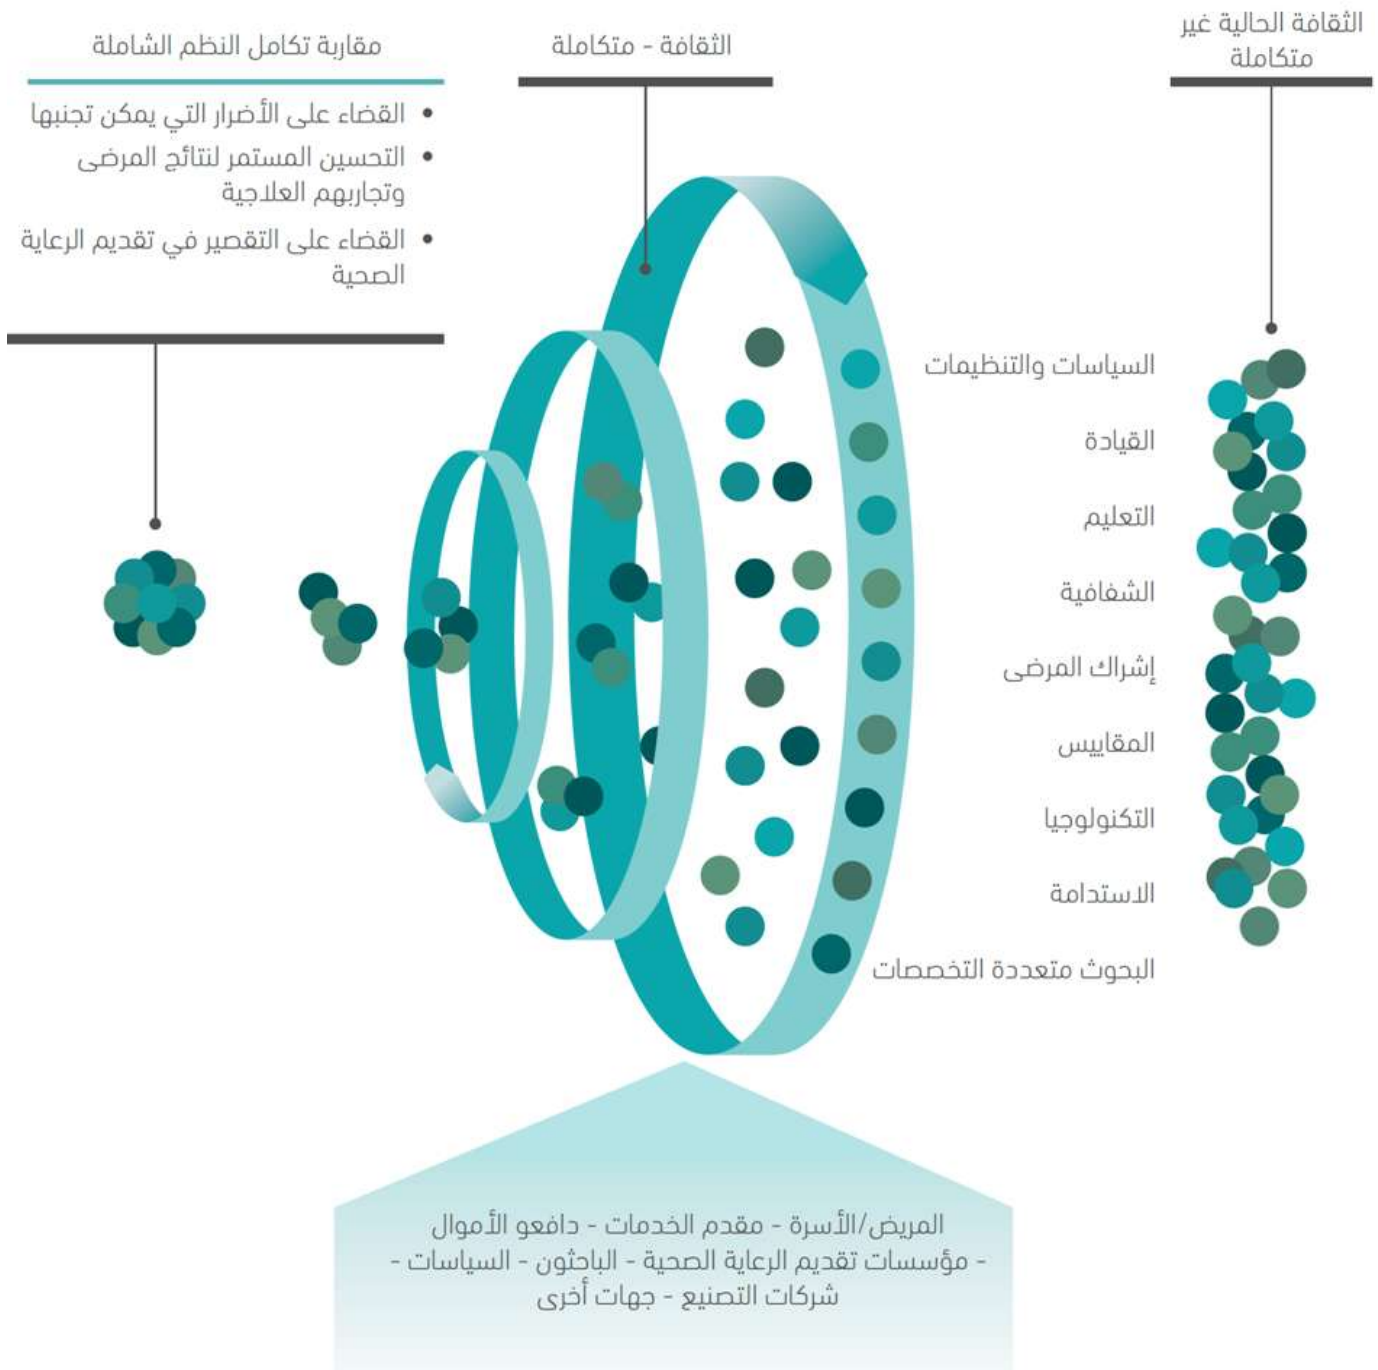 الثقافة الحالية غير
متكاملة
الثقافة - متكاملة
مقاربة تكامل النظم الشاملة
• القضاء على الأضرار التي يمكن تجنبها
• التحسين المستمر لنتائج المرضى
وتجاربهم العلاجية
• القضاء على التقصير في تقديم الرعاية
الصحية
السياسات والتنظيمات
القيادة
التعليم
الشفافية
إشراك المرضى
المقاييس
التكنولوجيا
الاستدامة
البحوث متعددة التخصصات
المريض/الأسرة - مقدم الخدمات - دافعو الأموال
- مؤسسات تقديم الرعاية الصحية - الباحثون - السياسات -
شركات التصنيع - جهات أخرى